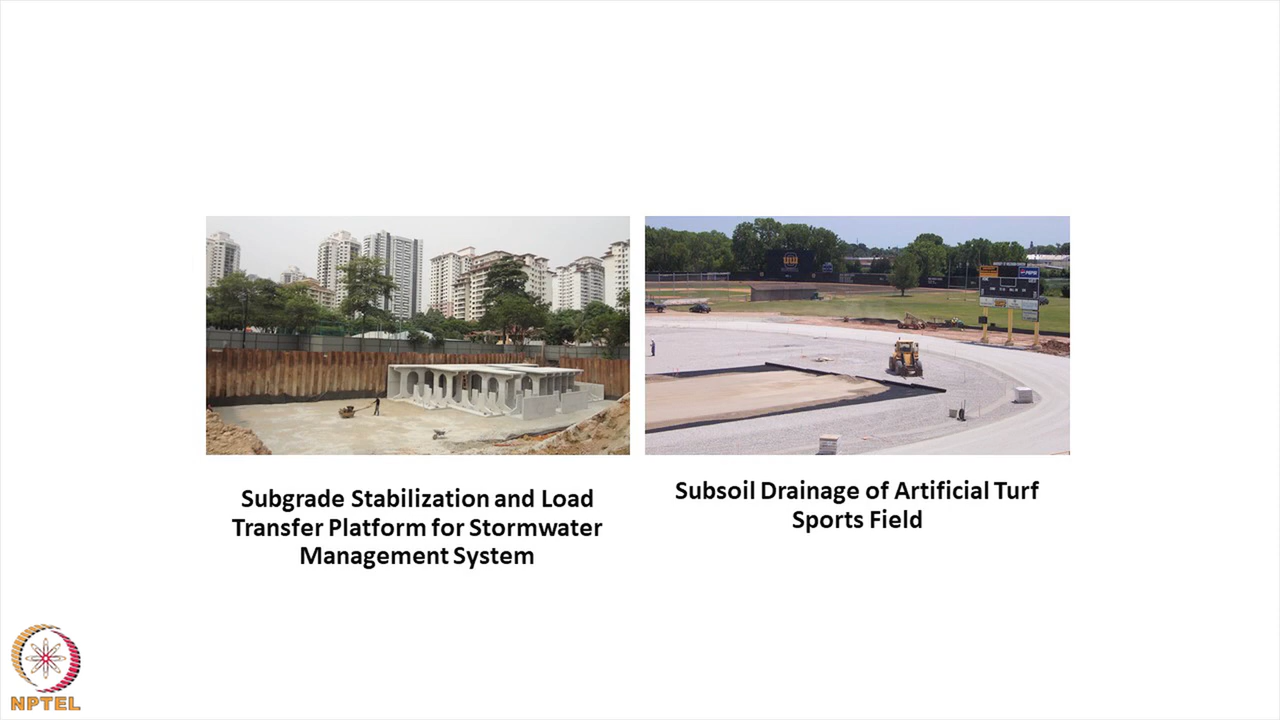 Subgrade Stabilization and Load
Transfer Platform for Stormwater
Management System
Subsoil Drainage of Artificial Turf
Sports Field
NPTEL